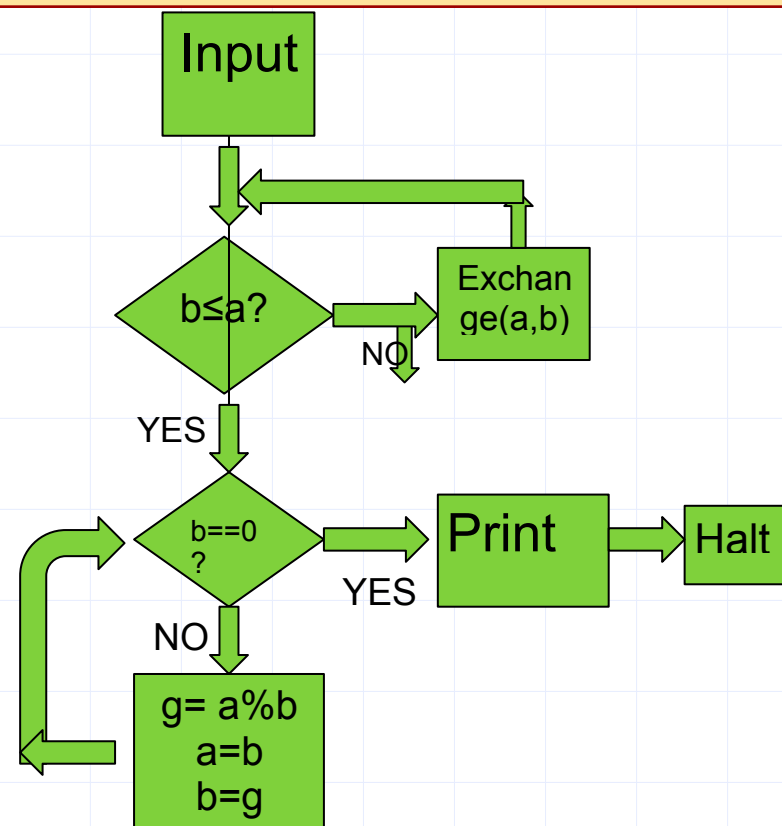 Input
b≤a?
Exchan
ge(a,b)
NO
YES
b==0
?
YES
Print
Halt
NO
g= a%b
a=b
b=g